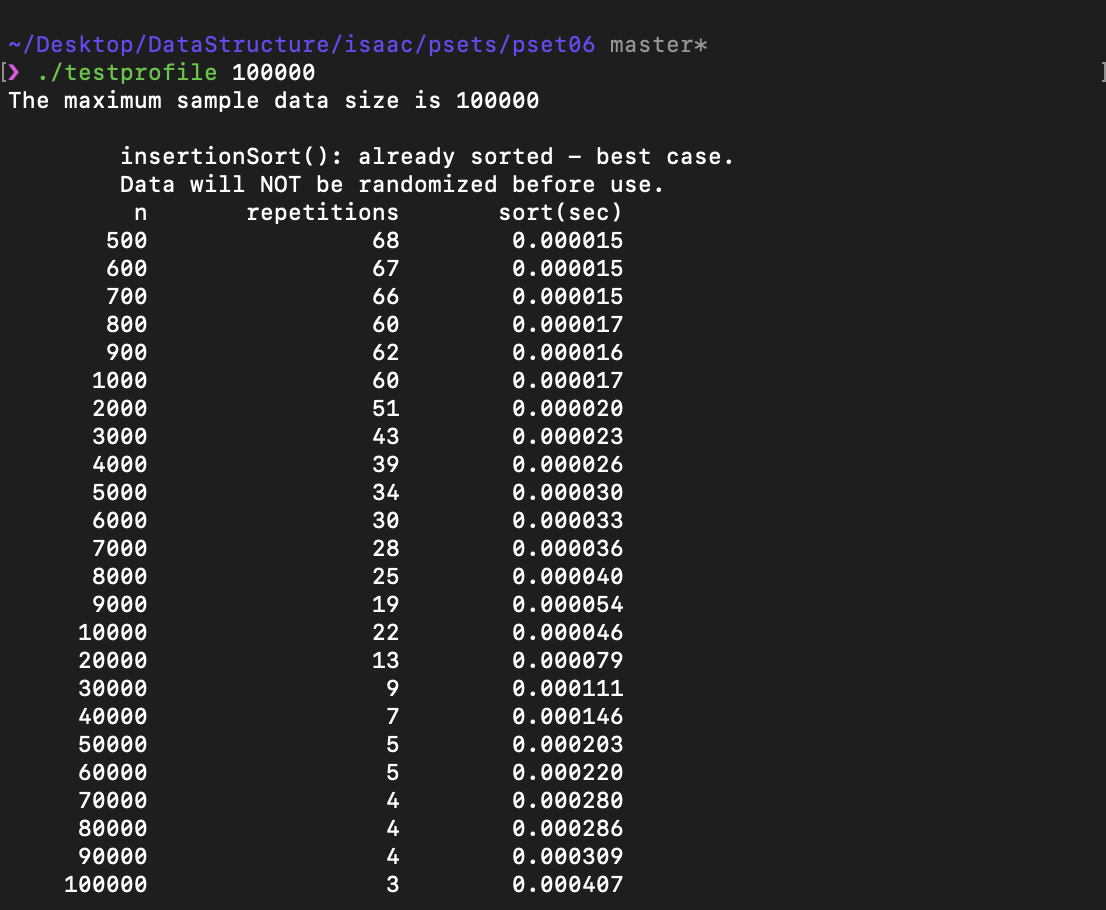 ~/Desktop/DataStructure/isaac/psets/pset06 master*
[❯ ./testprofile 100000 ]
The maximum sample data size is 100000
insertionSort(): already sorted – best case.
Data will NOT be randomized before use.
n repetitions sort(sec)
500 68 0.000015
600 67 0.000015
700 66 0.000015
800 60 0.000017
900 62 0.000016
1000 60 0.000017
2000 51 0.000020
3000 43 0.000023
4000 39 0.000026
5000 34 0.000030
6000 30 0.000033
7000 28 0.000036
8000 25 0.000040
9000 19 0.000054
10000 22 0.000046
20000 13 0.000079
30000 9 0.000111
40000 7 0.000146
50000 5 0.000203
60000 5 0.000220
70000 4 0.000280
80000 4 0.000286
90000 4 0.000309
100000 3 0.000407